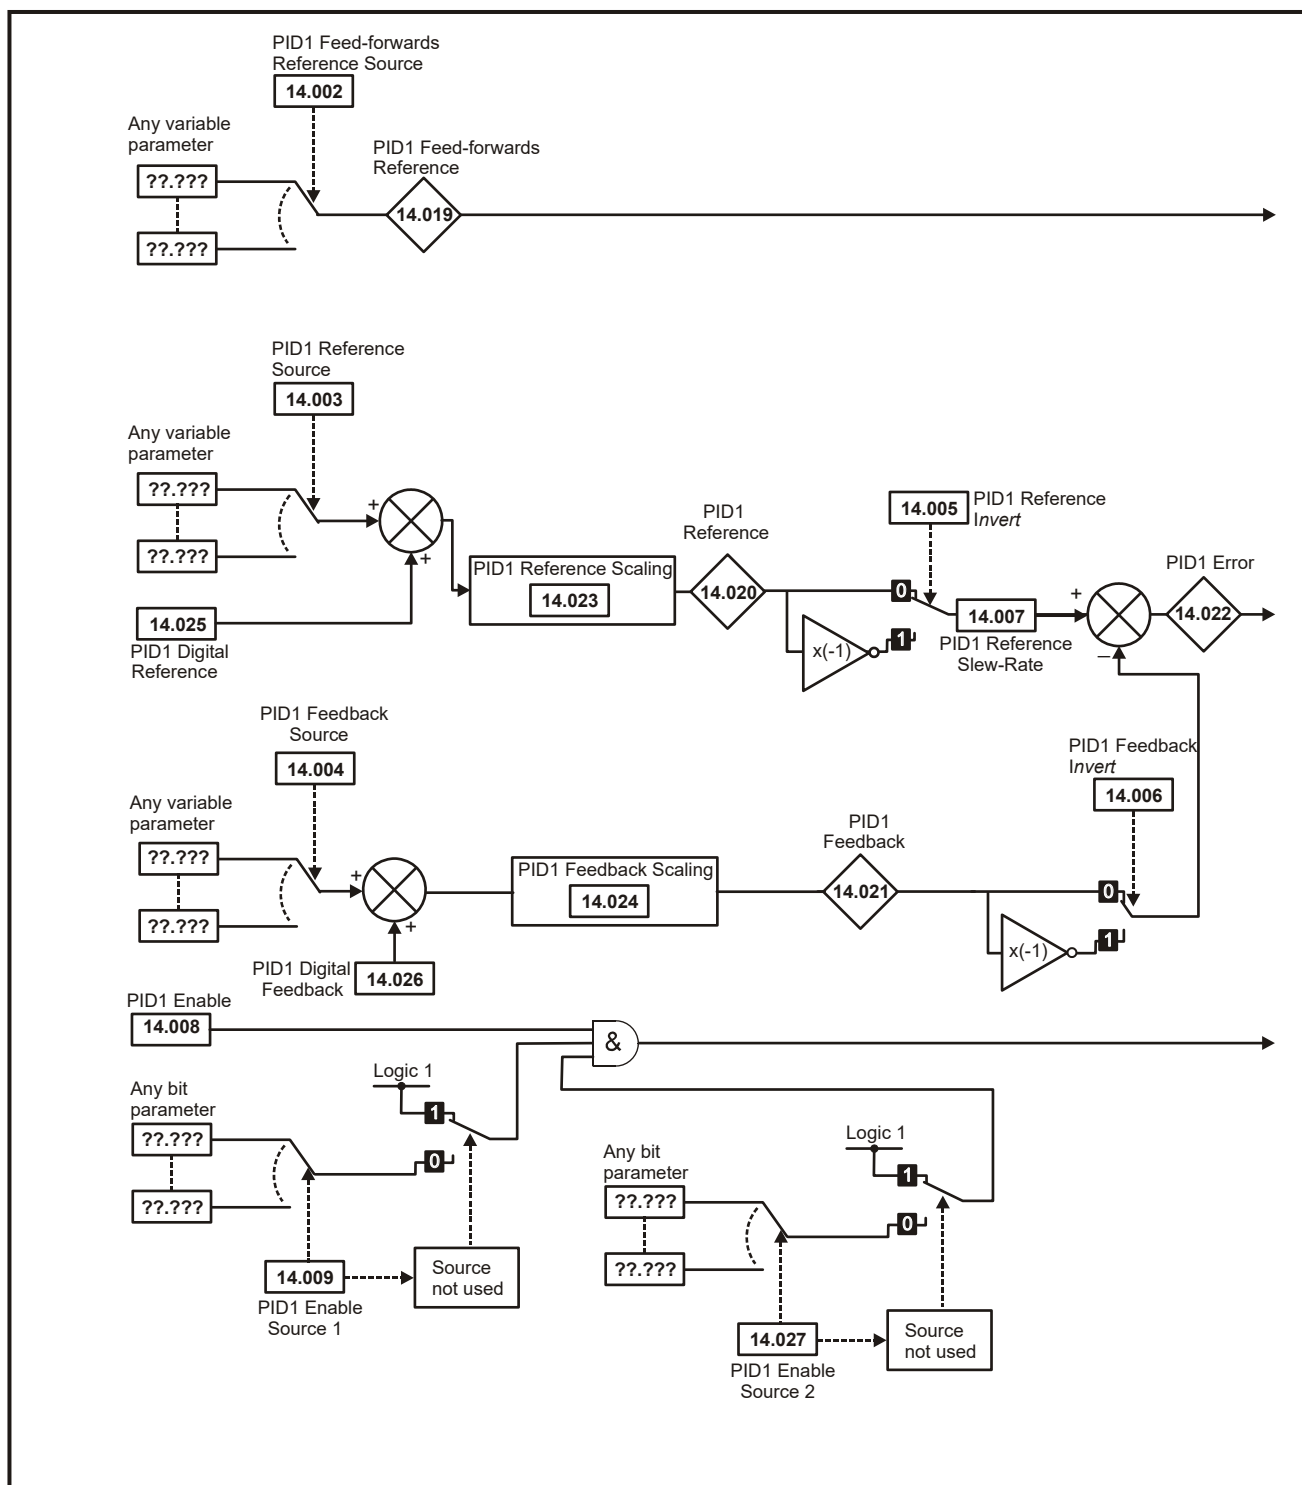 PID1 Feed-forwards
Reference Source
14.002
Any variable
parameter
??.???
??.???
PID1 Feed-forwards
Reference
14.019
PID1 Reference
Source
14.003
Any variable
parameter
??.???
??.???
+
+
14.025
PID1 Digital
Reference
PID1 Reference Scaling
14.023
PID1
Reference
14.020
x(-1)
0
1
14.005
PID1 Reference
Invert
14.007
PID1 Reference
Slew-Rate
+
–
PID1 Error
14.022
PID1 Feedback
Source
14.004
Any variable
parameter
??.???
??.???
+
+
PID1 Digital
Feedback
14.026
PID1 Feedback Scaling
14.024
PID1
Feedback
14.021
x(-1)
0
1
PID1 Feedback
Invert
14.006
PID1 Enable
14.008
&
Any bit
parameter
??.???
??.???
Logic 1
1
0
14.009
PID1 Enable
Source 1
Source
not used
Any bit
parameter
??.???
??.???
Logic 1
1
0
14.027
PID1 Enable
Source 2
Source
not used